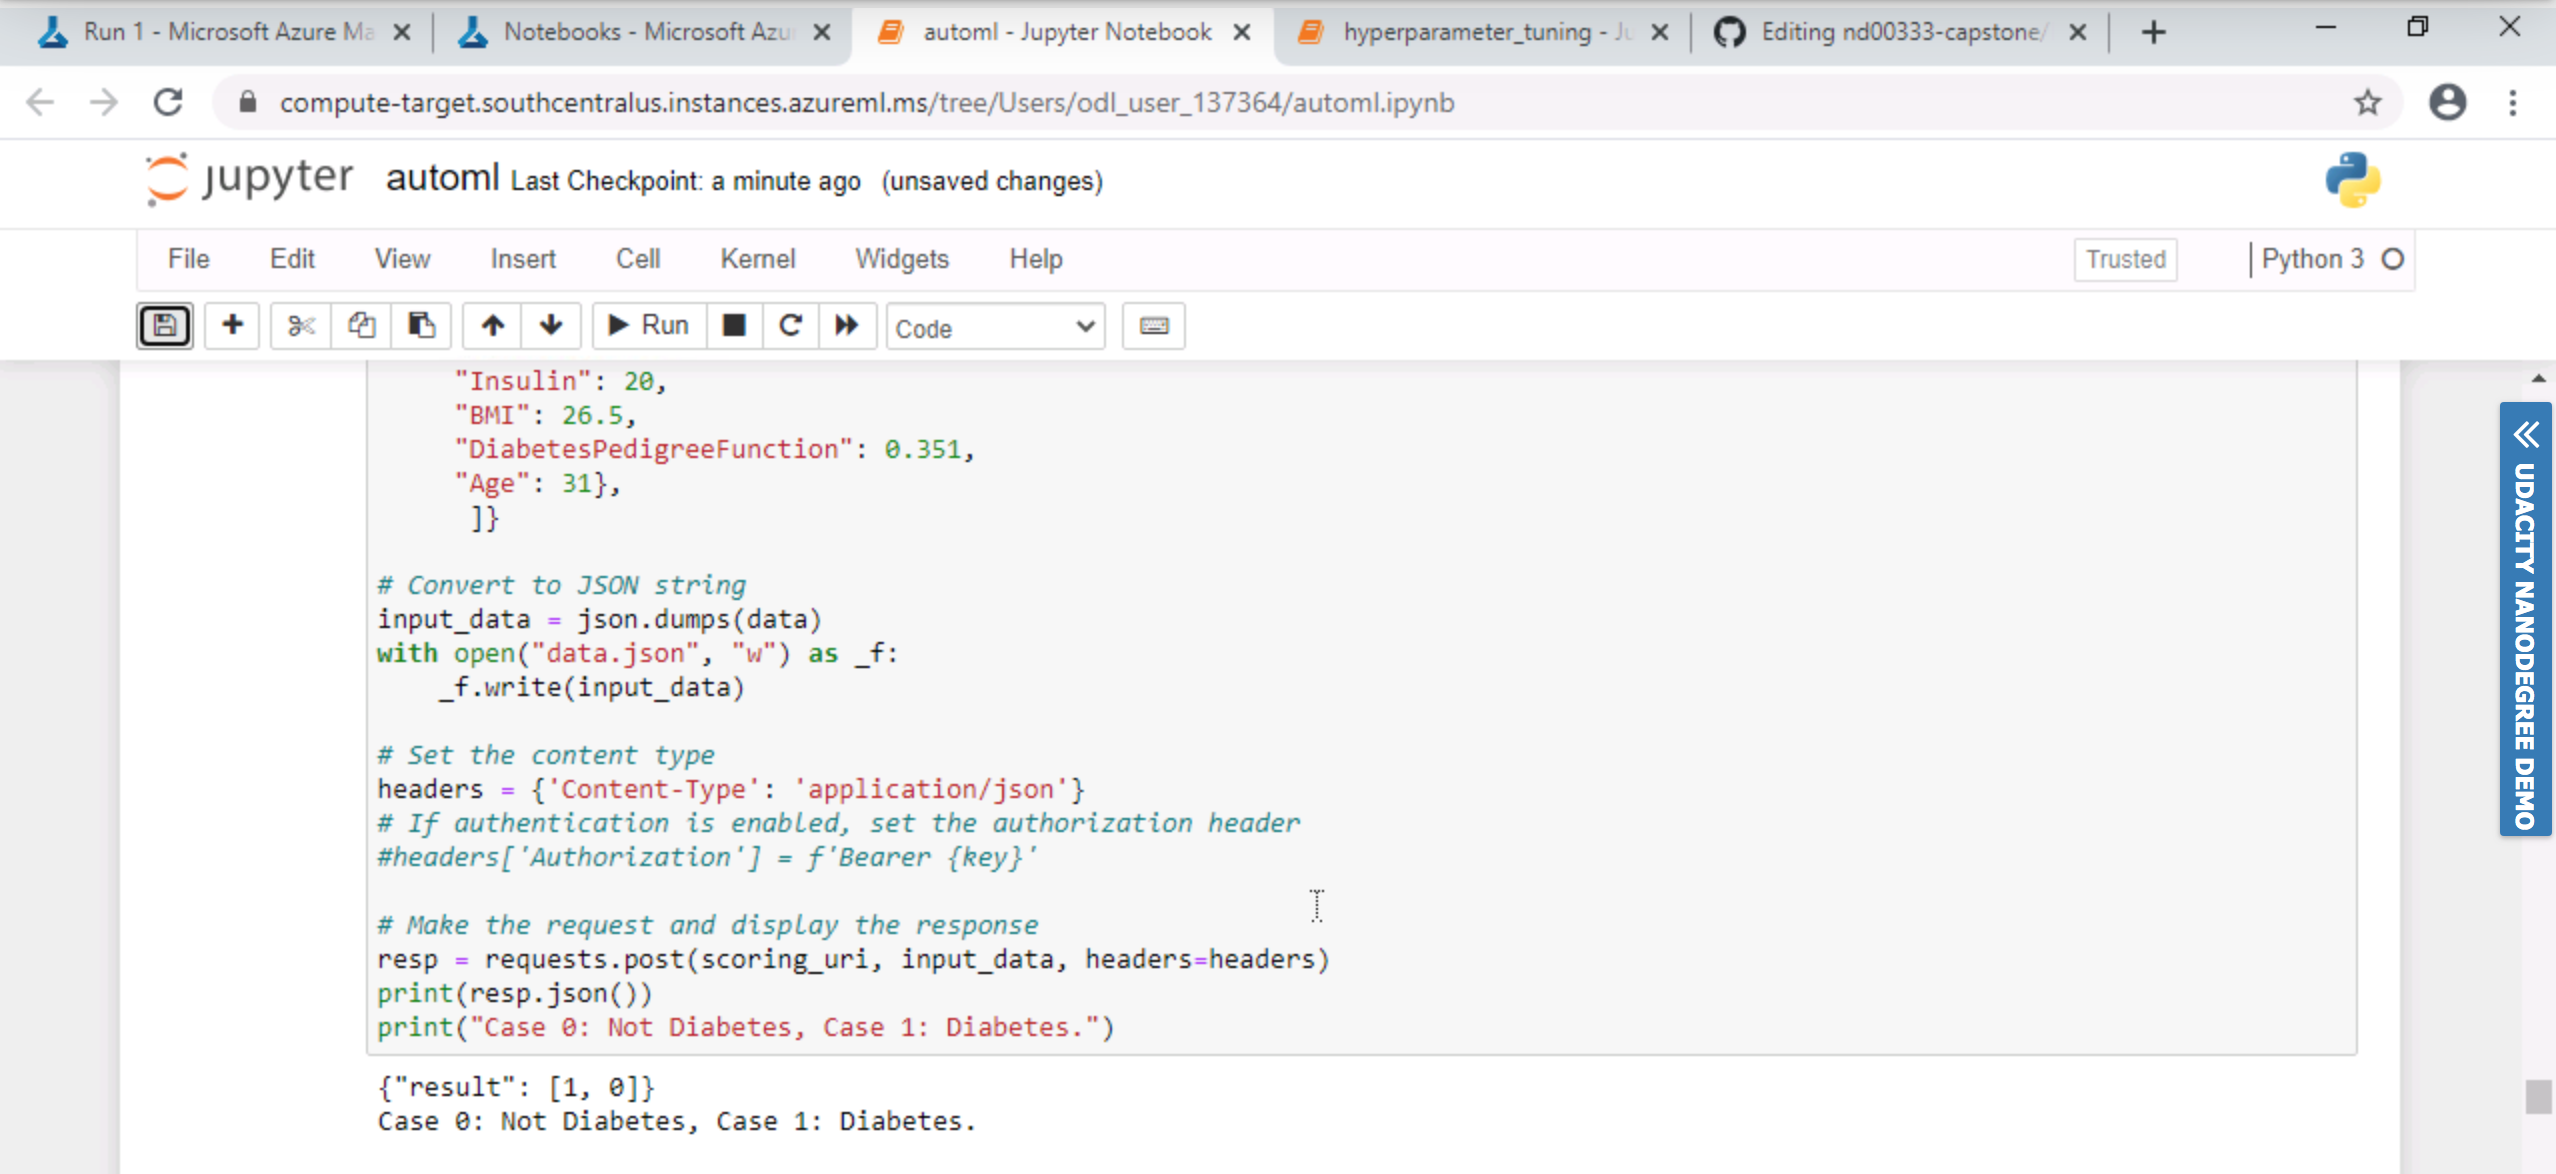 Run 1 - Microsoft Azure Ma
Notebooks - Microsoft Azu
automl - Jupyter Notebook
hyperparameter_tuning - Ju
Editing nd00333-capstone/
compute-target.southcentralus.instances.azureml.ms/tree/Users/odl_user_137364/automl.ipynb
jupyter automl Last Checkpoint: a minute ago (unsaved changes)
File Edit View Insert Cell Kernel Widgets Help Trusted Python 3
Run Code
"Insulin": 20,
"BMI": 26.5,
"DiabetesPedigreeFunction": 0.351,
"Age": 31},
]}
# Convert to JSON string
input_data = json.dumps(data)
with open("data.json", "w") as _f:
    _f.write(input_data)
# Set the content type
headers = {'Content-Type': 'application/json'}
# If authentication is enabled, set the authorization header
#headers['Authorization'] = f'Bearer {key}'
# Make the request and display the response
resp = requests.post(scoring_uri, input_data, headers=headers)
print(resp.json())
print("Case 0: Not Diabetes, Case 1: Diabetes.")
{"result": [1, 0]}
Case 0: Not Diabetes, Case 1: Diabetes.
UDACITY NANODEGREE DEMO